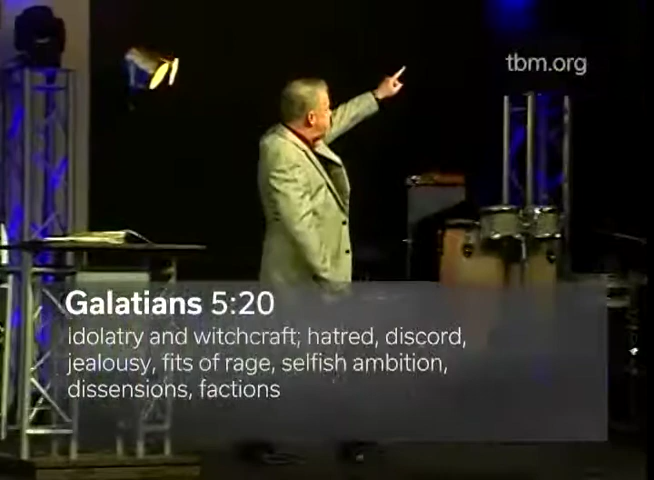 tbm.org
Galatians 5:20
Idolatry and witchcraft; hatred, discord,
jealousy, fits of rage, selfish ambition,
dissensions, factions